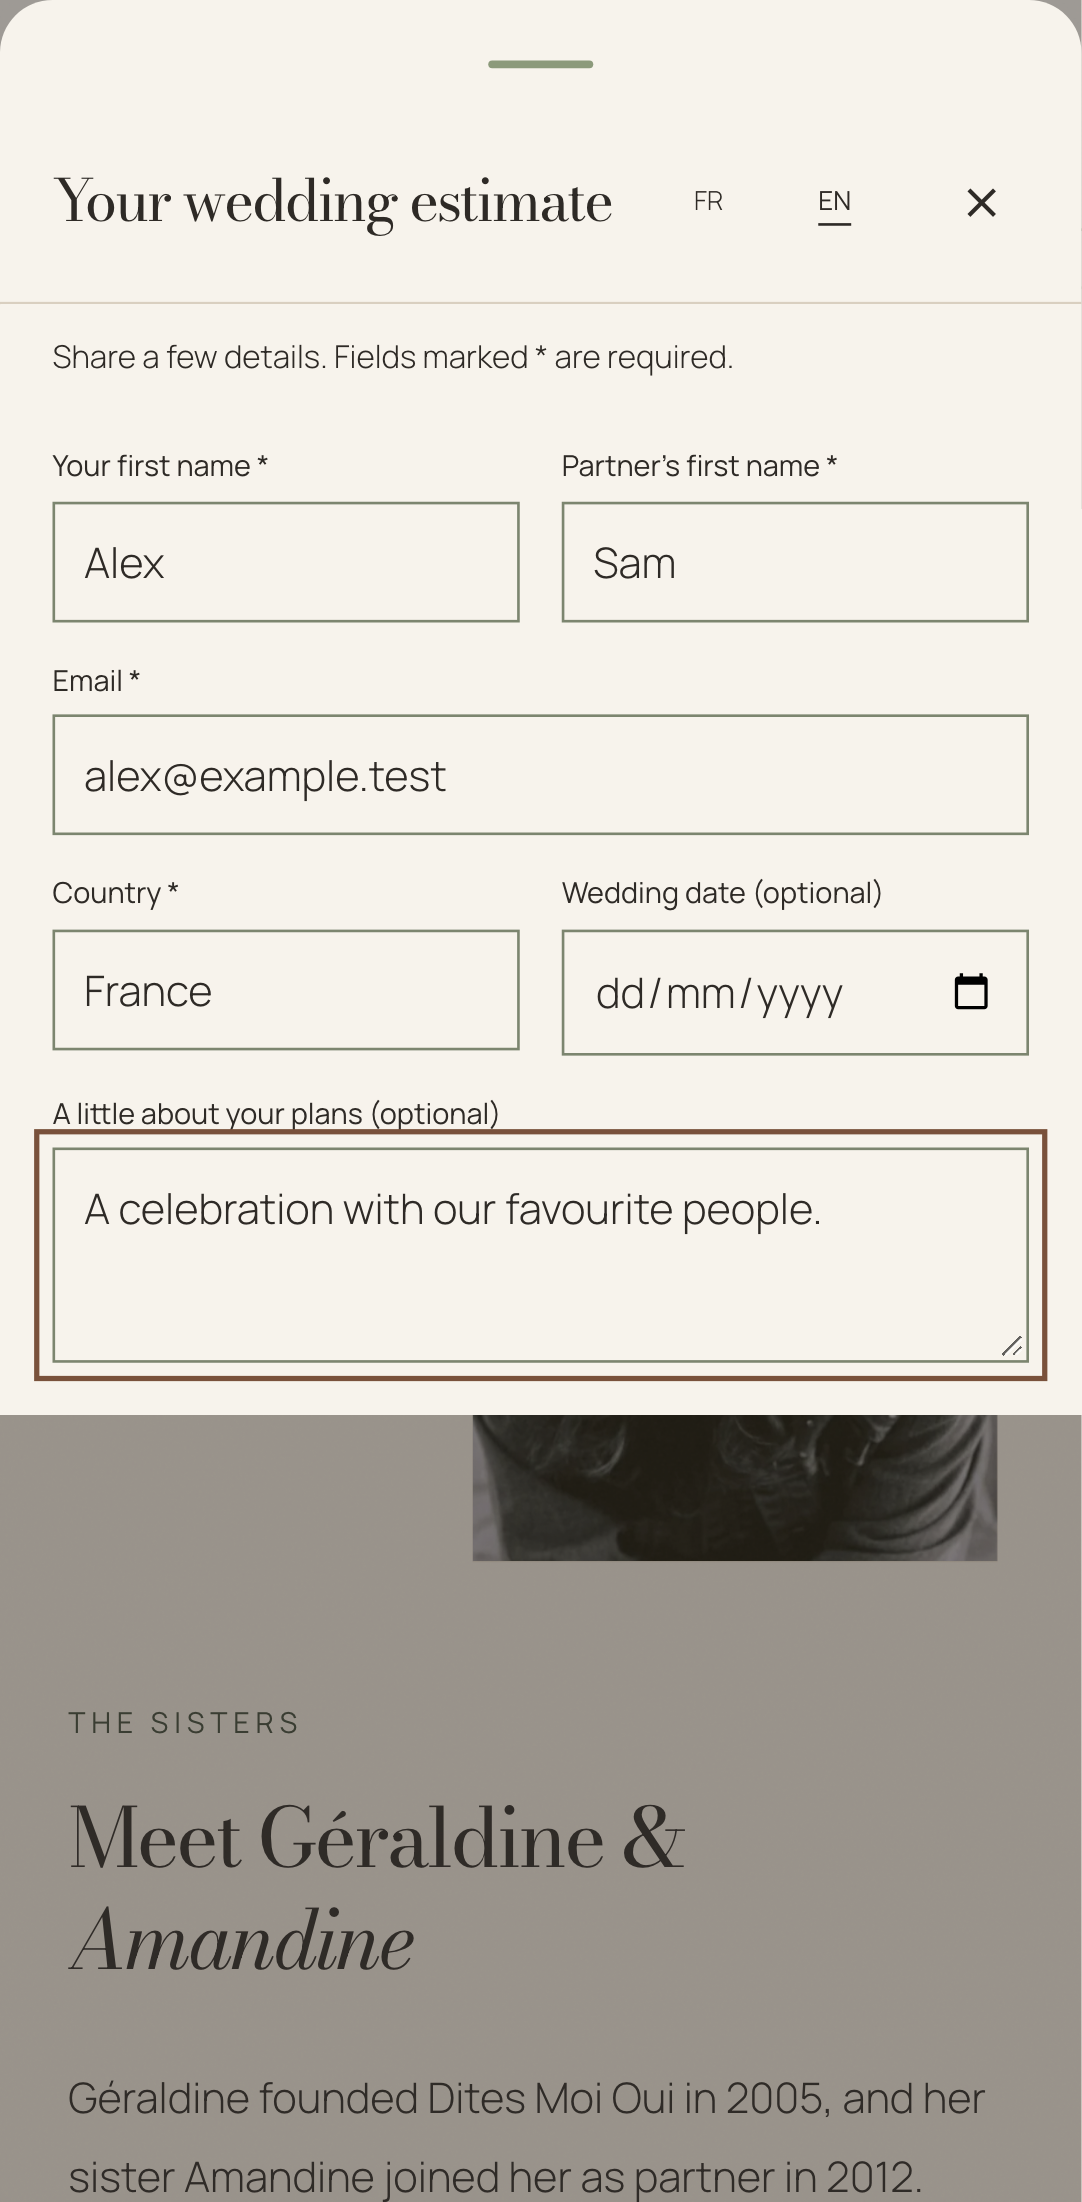 Your wedding estimate
FR
EN
Share a few details. Fields marked * are required.
Your first name *
Partner’s first name *
Alex
Sam
Email *
alex@example.test
Country *
Wedding date (optional)
France
dd/mm/yyyy
A little about your plans (optional)
A celebration with our favourite people.
THE SISTERS
Meet Géraldine &
Amandine
Géraldine founded Dites Moi Oui in 2005, and her
sister Amandine joined her as partner in 2012.